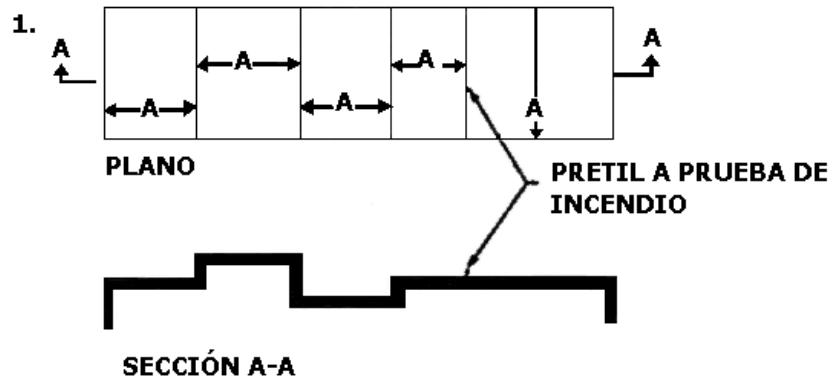 1.
A
A
A
A
A
A
A
PLANO
PRETIL A PRUEBA DE
INCENDIO
SECCIÓN A-A